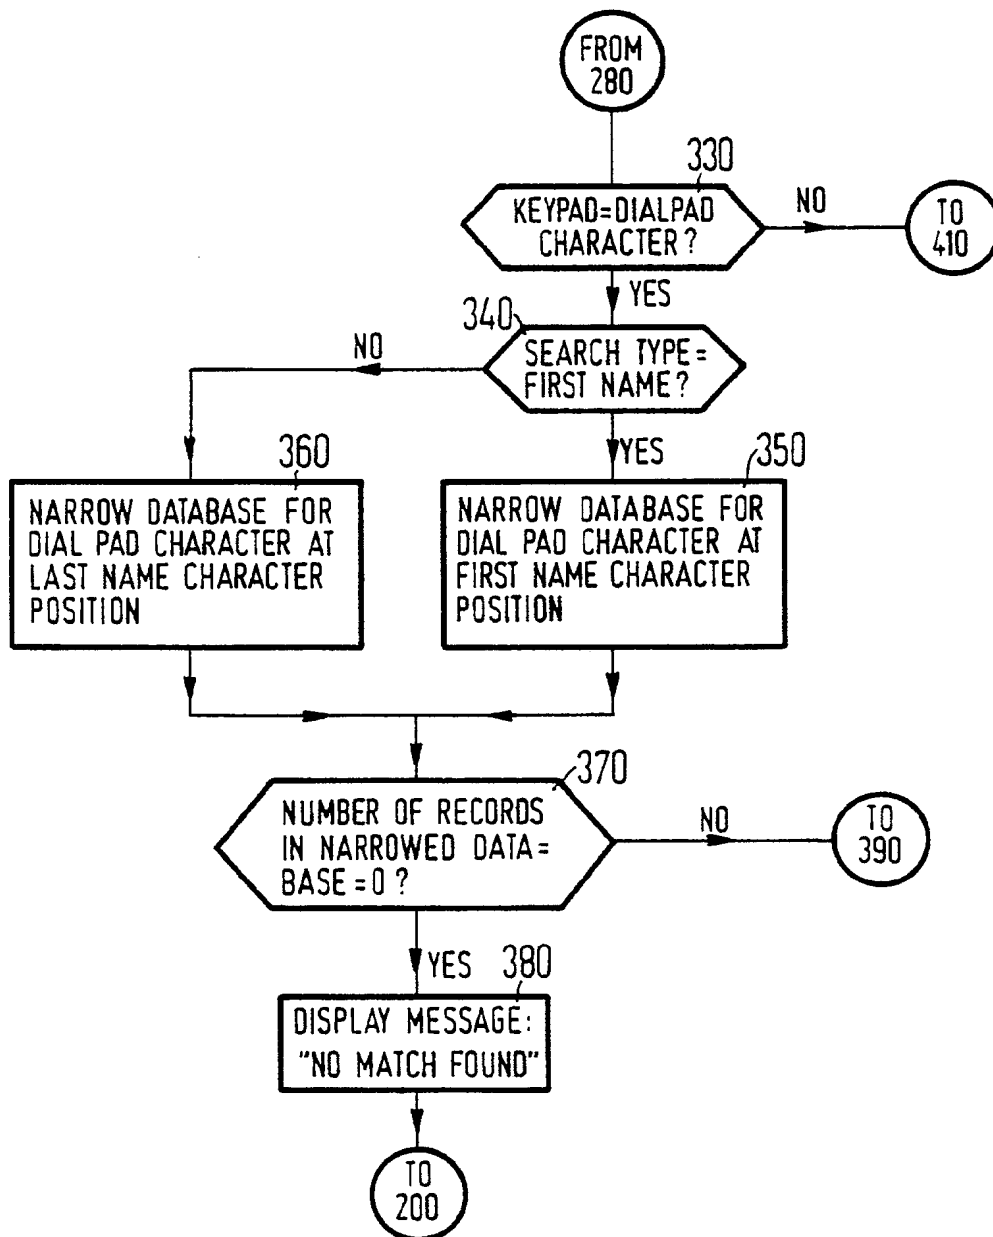 FROM
280
330
KEYPAD=DIALPAD
CHARACTER?
NO
TO
410
YES
340
SEARCH TYPE=
FIRST NAME?
NO
YES
360
NARROW DATABASE FOR
DIAL PAD CHARACTER AT
LAST NAME CHARACTER
POSITION
350
NARROW DATABASE FOR
DIAL PAD CHARACTER AT
FIRST NAME CHARACTER
POSITION
370
NUMBER OF RECORDS
IN NARROWED DATA=
BASE=0?
NO
TO
390
YES
380
DISPLAY MESSAGE:
"NO MATCH FOUND"
TO
200